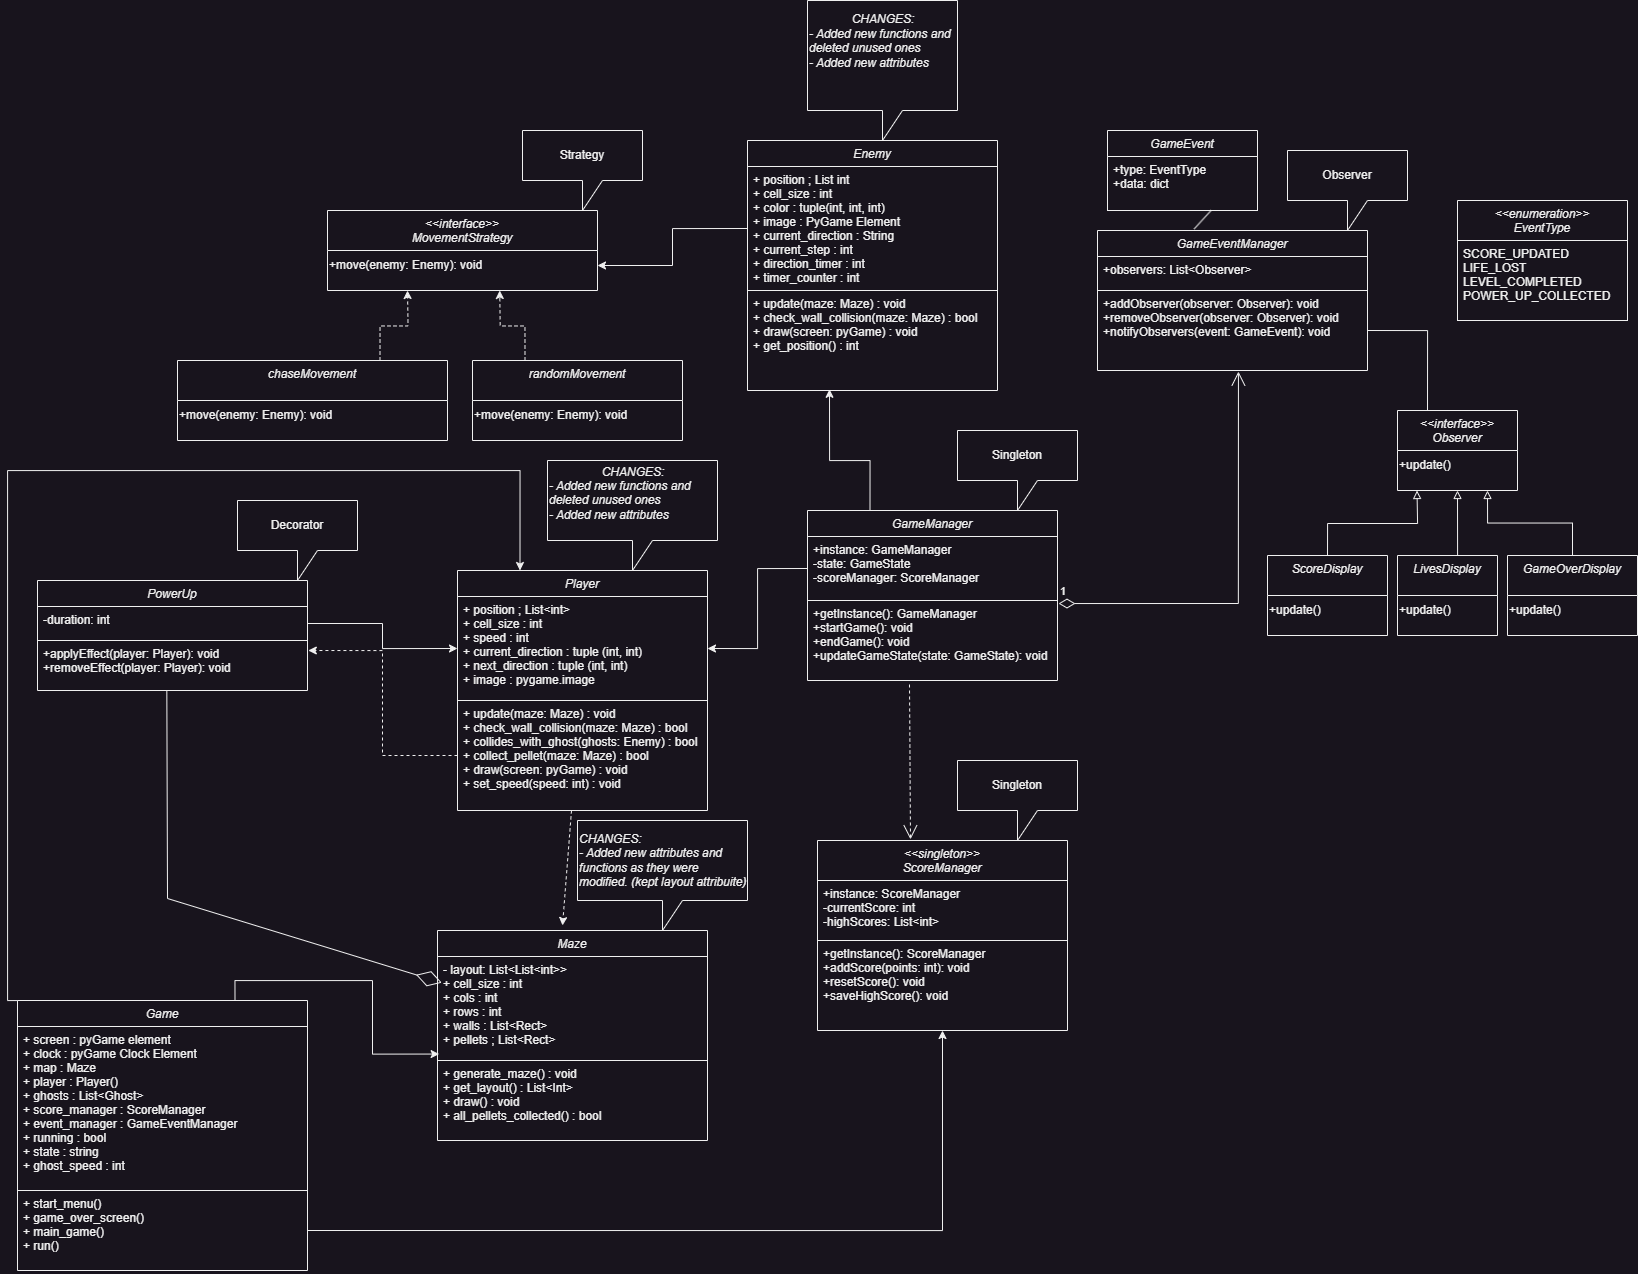 CHANGES:
- Added new functions and
deleted unused ones
- Added new attributes
Strategy
<<interface>>
MovementStrategy
+move(enemy: Enemy): void
chaseMovement
+move(enemy: Enemy): void
randomMovement
+move(enemy: Enemy): void
Enemy
+ position ; List int
+ cell_size : int
+ color : tuple(int, int, int)
+ image : PyGame Element
+ current_direction : String
+ current_step : int
+ direction_timer : int
+ timer_counter : int
+ update(maze: Maze) : void
+ check_wall_collision(maze: Maze) : bool
+ draw(screen: pyGame) : void
+ get_position() : int
GameEvent
+type: EventType
+data: dict
Observer
GameEventManager
+observers: List<Observer>
+addObserver(observer: Observer): void
+removeObserver(observer: Observer): void
+notifyObservers(event: GameEvent): void
<<enumeration>>
EventType
SCORE_UPDATED
LIFE_LOST
LEVEL_COMPLETED
POWER_UP_COLLECTED
<<interface>>
Observer
+update()
ScoreDisplay
+update()
LivesDisplay
+update()
GameOverDisplay
+update()
Singleton
GameManager
+instance: GameManager
-state: GameState
-scoreManager: ScoreManager
+getInstance(): GameManager
+startGame(): void
+endGame(): void
+updateGameState(state: GameState): void
1
CHANGES:
- Added new functions and
deleted unused ones
- Added new attributes
Decorator
PowerUp
-duration: int
+applyEffect(player: Player): void
+removeEffect(player: Player): void
Player
+ position ; List<int>
+ cell_size : int
+ speed : int
+ current_direction : tuple (int, int)
+ next_direction : tuple (int, int)
+ image : pygame.image
+ update(maze: Maze) : void
+ check_wall_collision(maze: Maze) : bool
+ collides_with_ghost(ghosts: Enemy) : bool
+ collect_pellet(maze: Maze) : bool
+ draw(screen: pyGame) : void
+ set_speed(speed: int) : void
Singleton
<<singleton>>
ScoreManager
+instance: ScoreManager
-currentScore: int
-highScores: List<int>
+getInstance(): ScoreManager
+addScore(points: int): void
+resetScore(): void
+saveHighScore(): void
CHANGES:
- Added new attributes and
functions as they were
modified. (kept layout attribuite)
Maze
- layout: List<List<int>>
+ cell_size : int
+ cols : int
+ rows : int
+ walls : List<Rect>
+ pellets ; List<Rect>
+ generate_maze() : void
+ get_layout() : List<Int>
+ draw() : void
+ all_pellets_collected() : bool
Game
+ screen : pyGame element
+ clock : pyGame Clock Element
+ map : Maze
+ player : Player()
+ ghosts : List<Ghost>
+ score_manager : ScoreManager
+ event_manager : GameEventManager
+ running : bool
+ state : string
+ ghost_speed : int
+ start_menu()
+ game_over_screen()
+ main_game()
+ run()